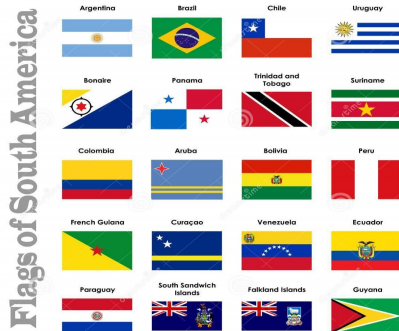 Flags of South America
Argentina
Brazil
Chile
Uruguay
Bonaire
Panama
Trinidad and
Tobago
Suriname
Colombia
Aruba
Bolivia
Peru
French Guiana
Curaçao
Venezuela
Ecuador
Paraguay
South Sandwich
Islands
Falkland Islands
Guyana